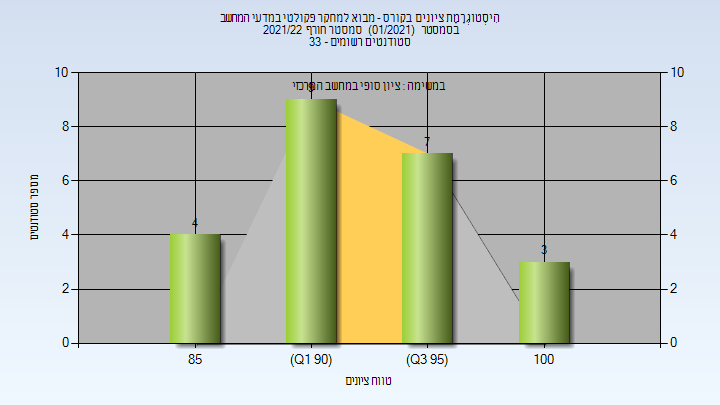 היסטוגרמת ציונים בקורס - מבוא למחקר פקולטי במדעי המחשב
בסמסטר (01/2021) סמסטר חורף 2021/22
סטודנטים רשומים - 33
במשימה : ציון סופי במחשב המרכזי
10
8
6
4
2
0
10
8
6
4
2
0
מספר סטודנטים
4
9
7
3
85
(Q1 90)
(Q3 95)
100
טווח ציונים